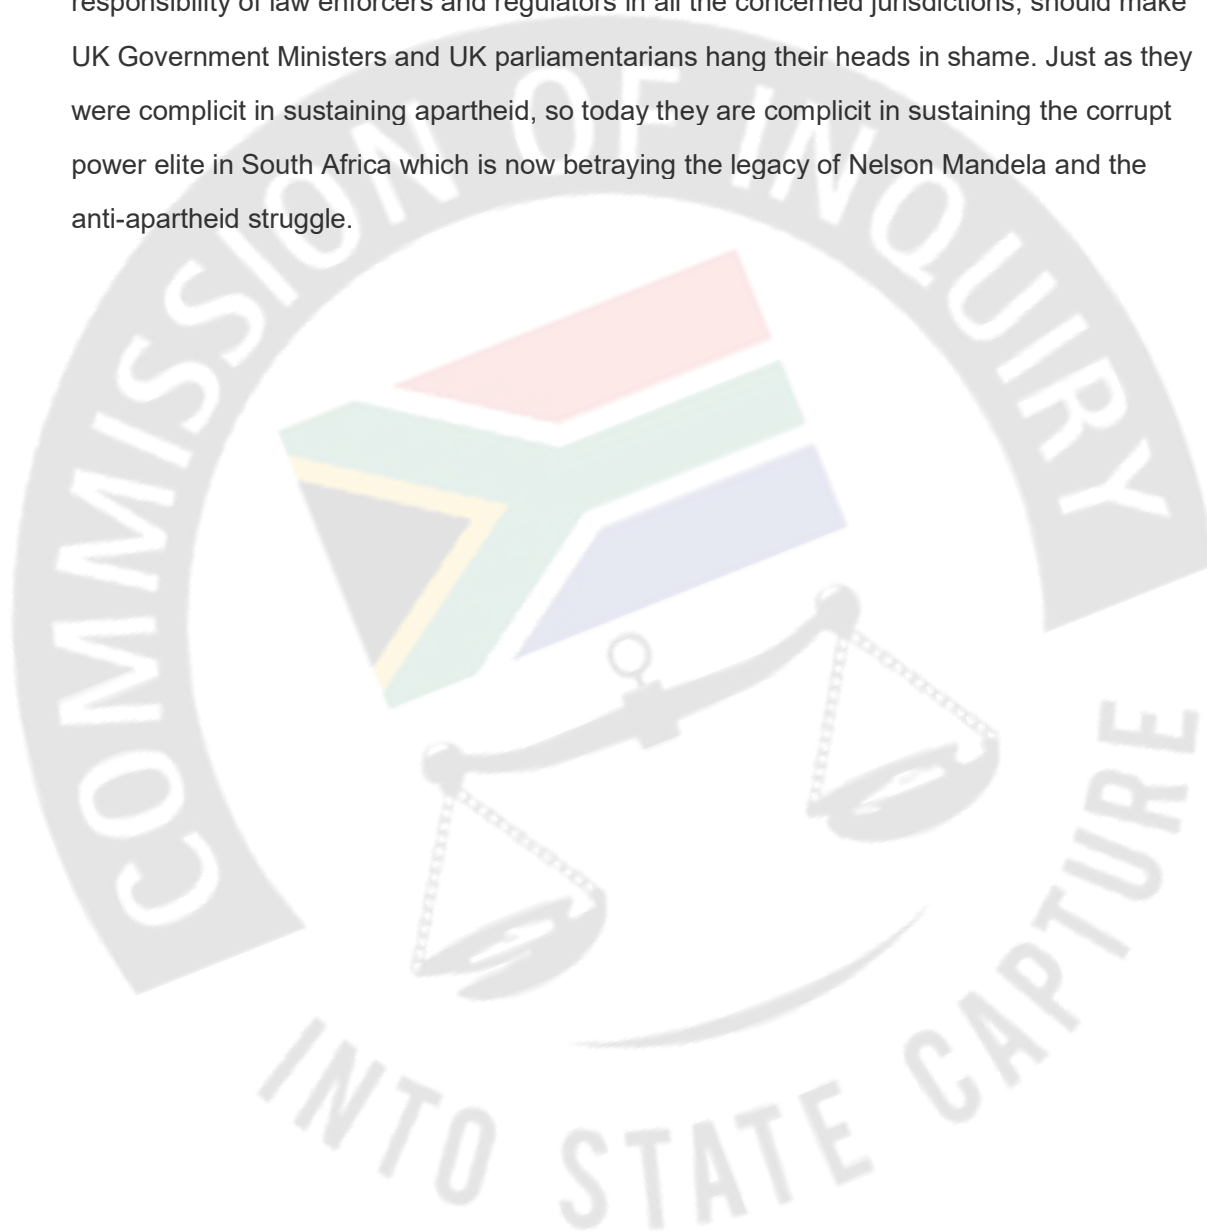 responsibility of law enforcers and regulators in all the concerned jurisdictions, should make
UK Government Ministers and UK parliamentarians hang their heads in shame. Just as they
were complicit in sustaining apartheid, so today they are complicit in sustaining the corrupt
power elite in South Africa which is now betraying the legacy of Nelson Mandela and the
anti-apartheid struggle.
COMMISSION OF INQUIRY
INTO STATE CAPTURE